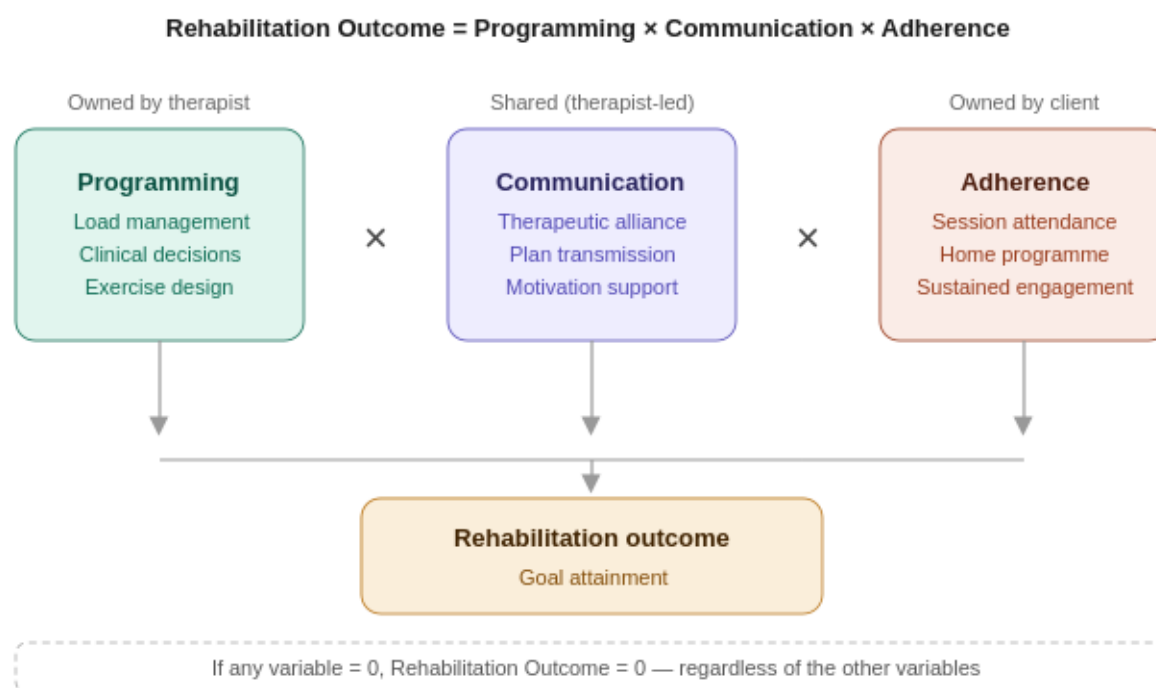 Rehabilitation Outcome = Programming × Communication × Adherence
Owned by therapist
Shared (therapist-led)
Owned by client
Programming
Load management
Clinical decisions
Exercise design
×
Communication
Therapeutic alliance
Plan transmission
Motivation support
×
Adherence
Session attendance
Home programme
Sustained engagement
Rehabilitation outcome
Goal attainment
If any variable = 0, Rehabilitation Outcome = 0 — regardless of the other variables